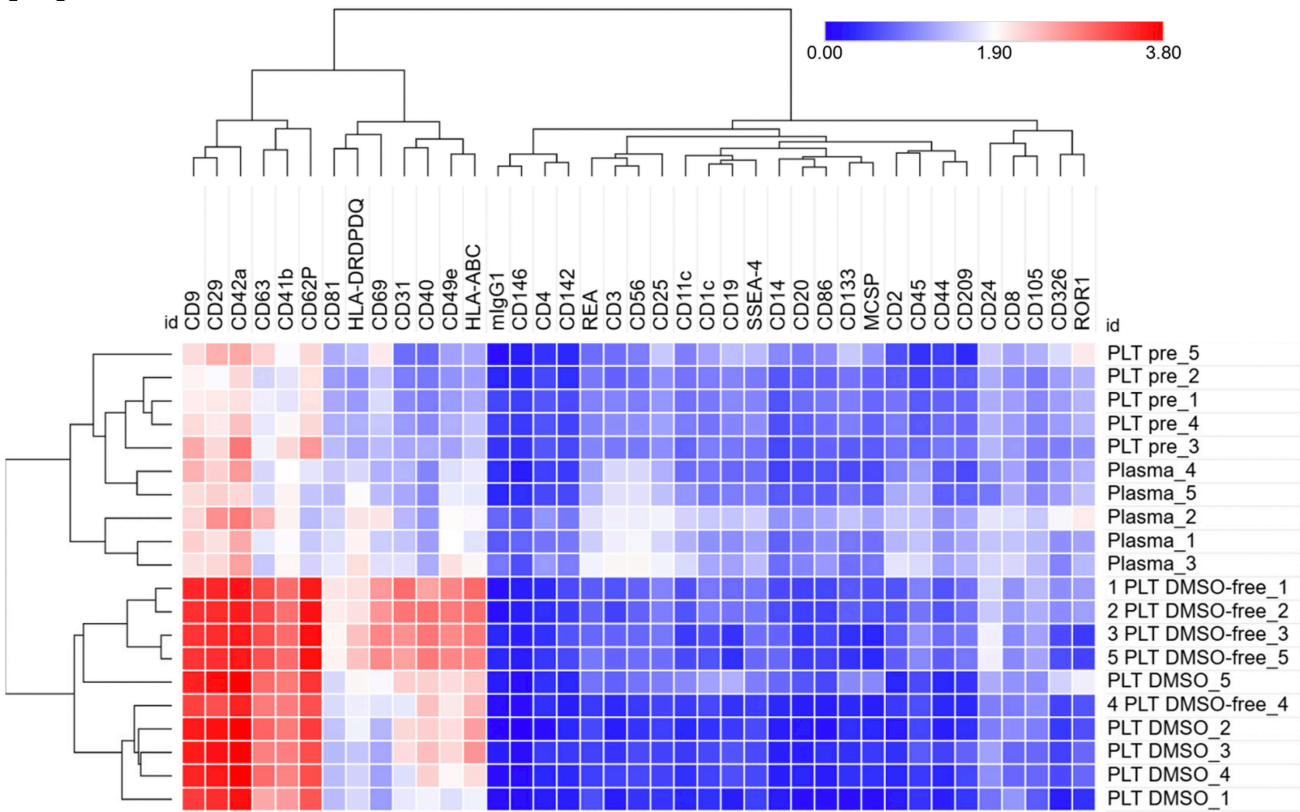 0.00 1.90 3.80
id CD9 CD29 CD42a CD63 CD41b CD62P CD81 HLA-DRDPDQ CD69 CD31 CD40 CD49e HLA-ABC mIgG1 CD146 CD4 CD142 REA CD3 CD56 CD25 CD11c CD1c CD19 SSEA-4 CD14 CD20 CD86 CD133 MCSP CD2 CD45 CD44 CD209 CD24 CD8 CD105 CD326 ROR1 id
PLT pre_5
PLT pre_2
PLT pre_1
PLT pre_4
PLT pre_3
Plasma_4
Plasma_5
Plasma_2
Plasma_1
Plasma_3
1 PLT DMSO-free_1
2 PLT DMSO-free_2
3 PLT DMSO-free_3
5 PLT DMSO-free_5
PLT DMSO_5
4 PLT DMSO-free_4
PLT DMSO_2
PLT DMSO_3
PLT DMSO_4
PLT DMSO_1